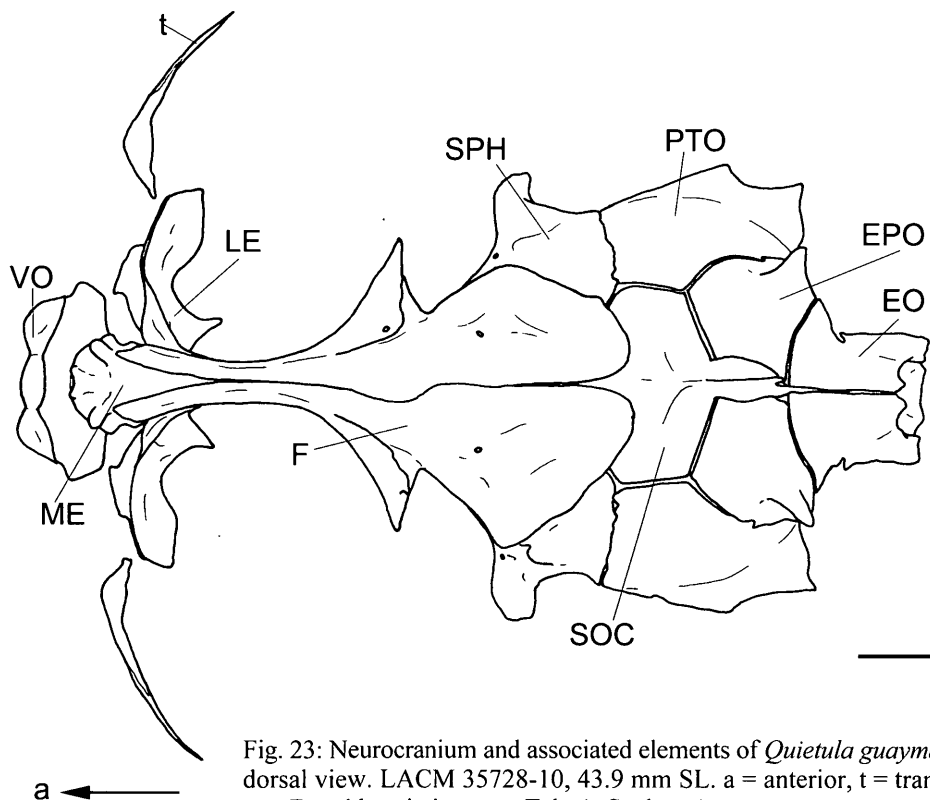 t
SPH
PTO
LE
EPO
VO
EO
F
ME
SOC
Fig. 23: Neurocranium and associated elements of Quietula
dorsal view. LACM 35728-10, 43.9 mm SL. a = anterior, t =
a